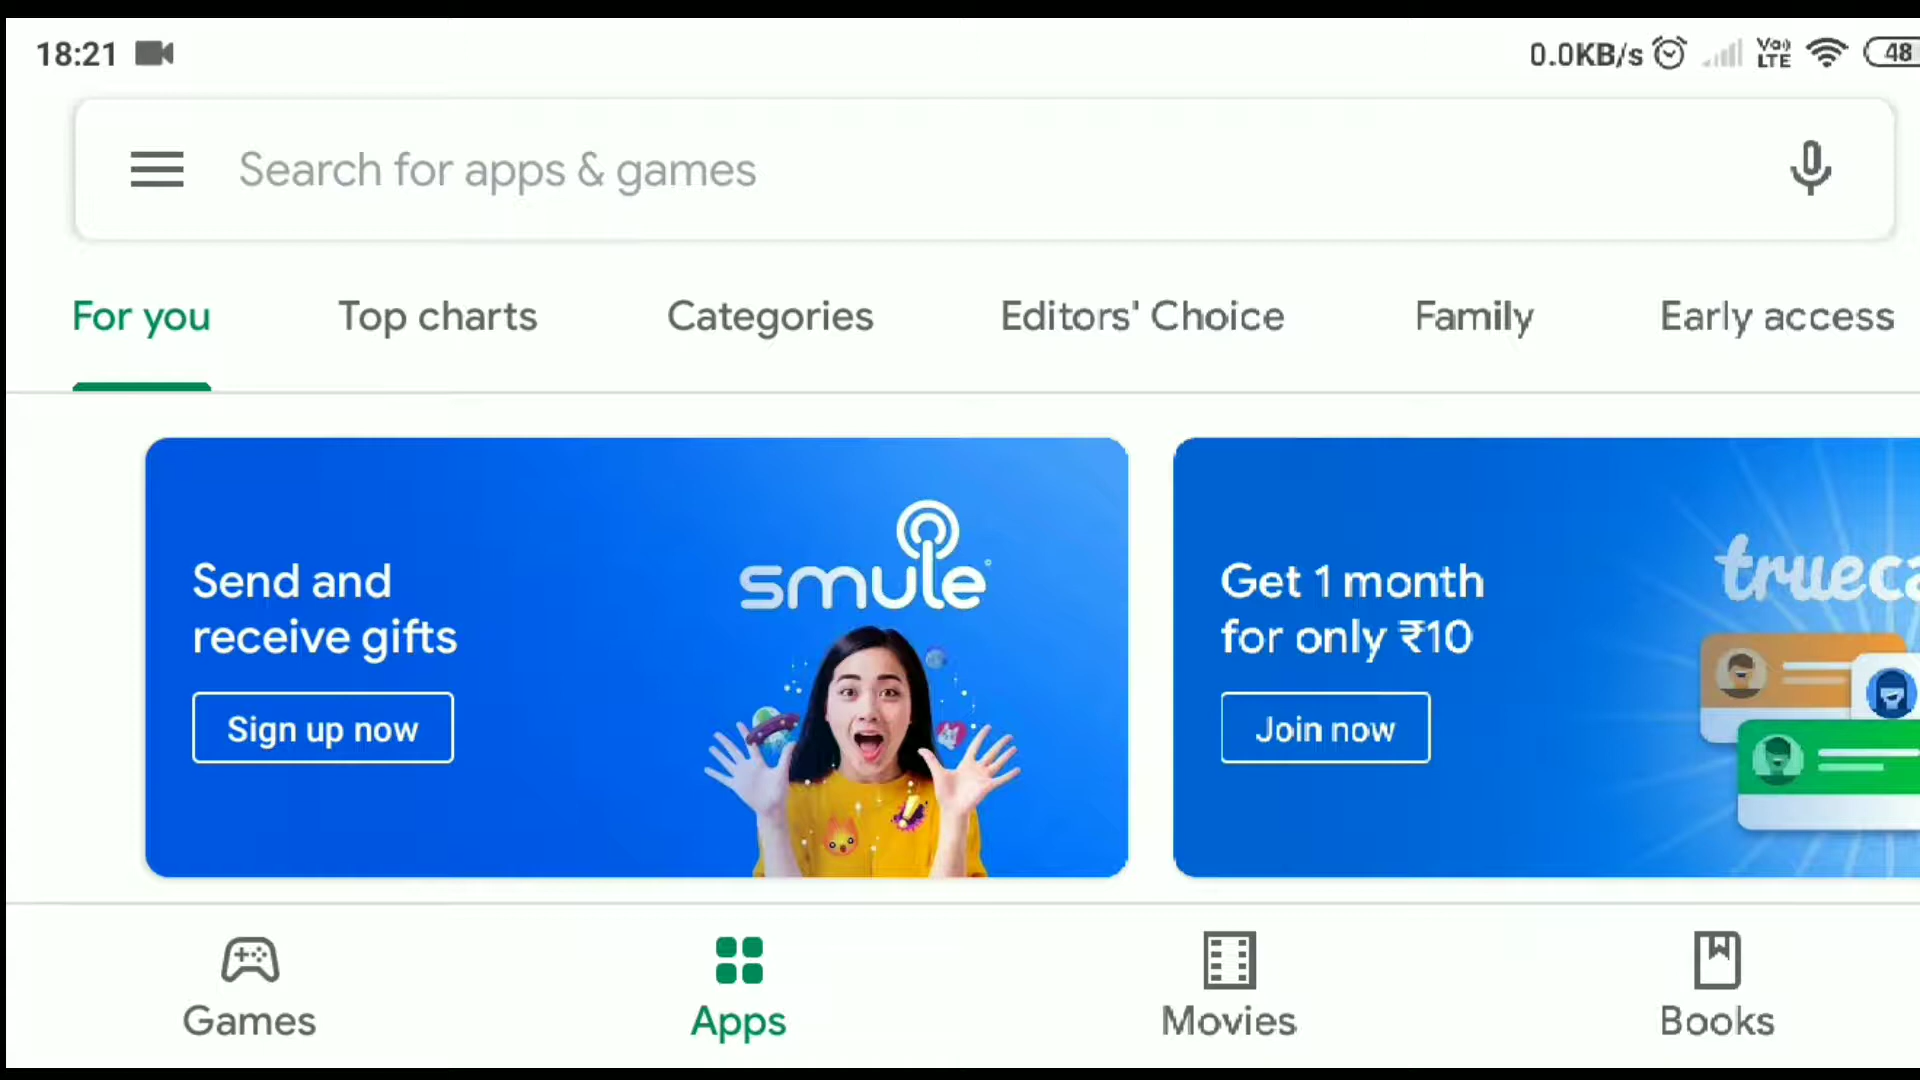 18:21
0.0KB/s
Vo)) LTE
48
Search for apps & games
For you
Top charts
Categories
Editors' Choice
Family
Early access
Send and
receive gifts
Sign up now
smule
Get 1 month
for only ₹10
Join now
trueca
Games
Apps
Movies
Books